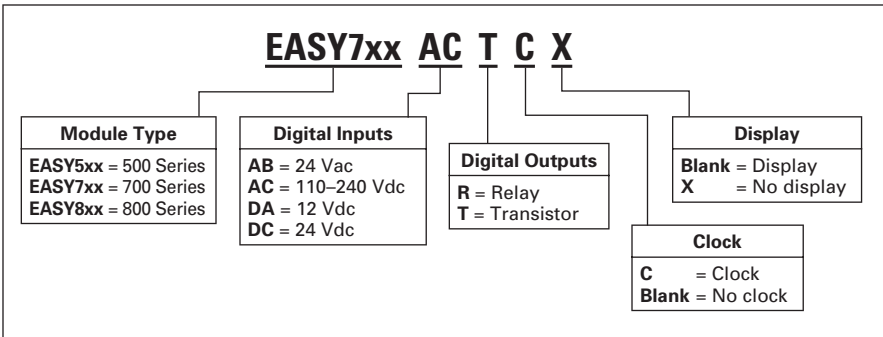 EASY7xx AC T C X
Module Type
EASY5xx = 500 Series
EASY7xx = 700 Series
EASY8xx = 800 Series
Digital Inputs
AB = 24 Vac
AC = 110–240 Vdc
DA = 12 Vdc
DC = 24 Vdc
Digital Outputs
R = Relay
T = Transistor
Display
Blank = Display
X = No display
Clock
C = Clock
Blank = No clock